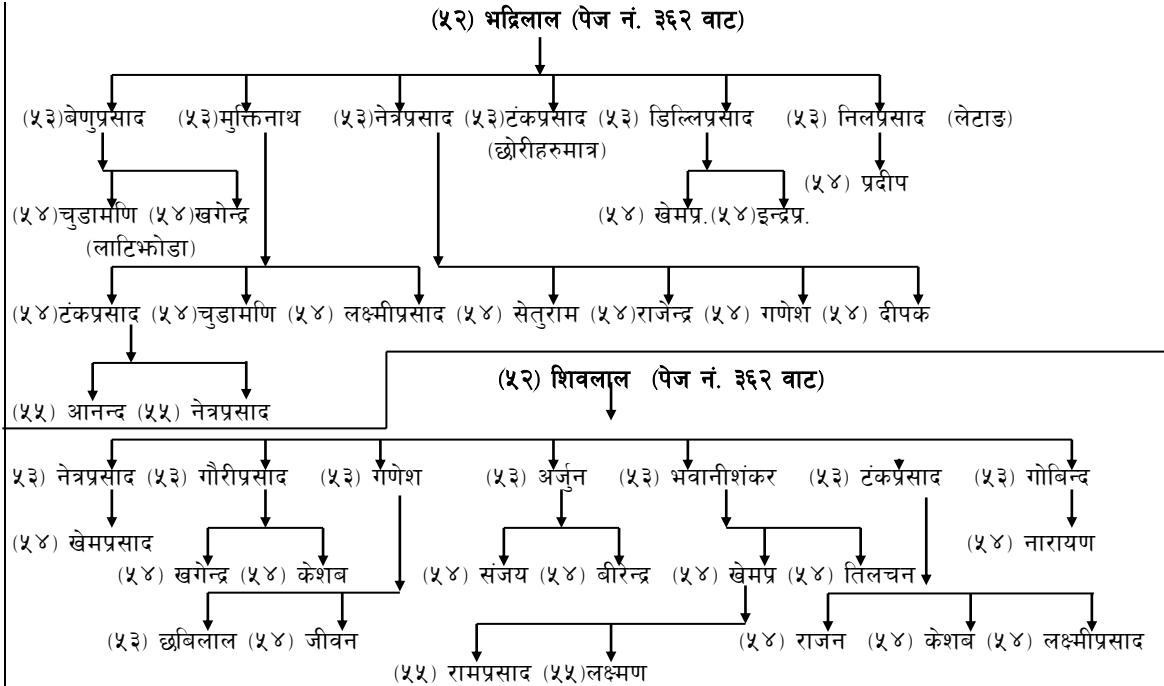 (५२) भद्रिलाल (पेज नं. ३६२ वाट)
(५३)बेणुप्रसाद (५३)मुक्तिनाथ (५३)नेत्रप्रसाद (५३)टंकप्रसाद (५३) डिल्लिप्रसाद (५३) निलप्रसाद (लेटाङ)
(छोरीहरुमात्र)
(५४) प्रदीप
(५४)चुडामणि (५४)खगेन्द्र (५४) खेमप्र.(५४)इन्द्रप्र.
(लाटिझोडा)
(५४)टंकप्रसाद (५४)चुडामणि (५४) लक्ष्मीप्रसाद (५४) सेतुराम (५४)राजेन्द्र (५४) गणेश (५४) दीपक
(५५) आनन्द (५५) नेत्रप्रसाद
(५२) शिवलाल (पेज नं. ३६२ वाट)
५३) नेत्रप्रसाद (५३) गौरीप्रसाद (५३) गणेश (५३) अर्जुन (५३) भवानीशंकर (५३) टंकप्रसाद (५३) गोबिन्द
(५४) खेमप्रसाद (५४) नारायण
(५४) खगेन्द्र (५४) केशब (५४) संजय (५४) बीरेन्द्र (५४) खेमप्र (५४) तिलचन
(५३) छबिलाल (५४) जीवन (५४) राजन (५४) केशब (५४) लक्ष्मीप्रसाद
(५५) रामप्रसाद (५५)लक्ष्मण